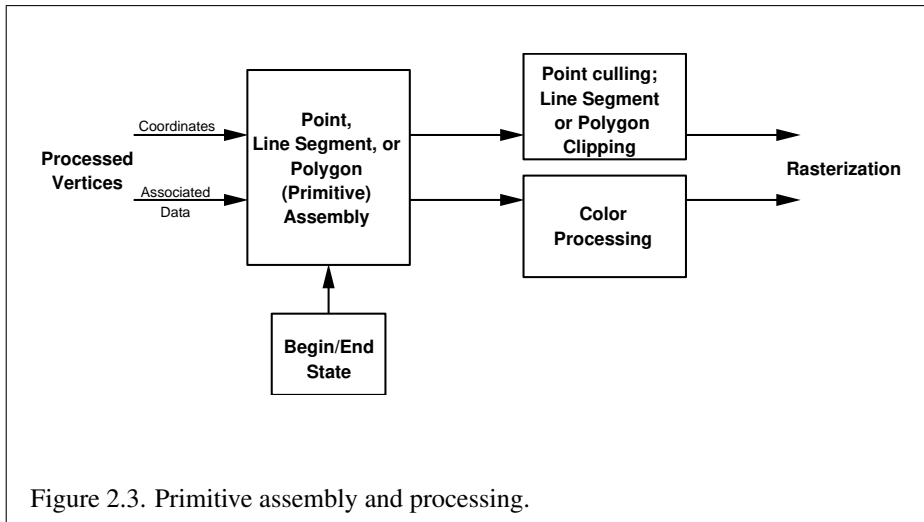 Processed
Vertices
Coordinates
Associated
Data
Point,
Line Segment, or
Polygon
(Primitive)
Assembly
Begin/End
State
Point culling;
Line Segment
or Polygon
Clipping
Color
Processing
Rasterization
Figure 2.3. Primitive assembly and processing.